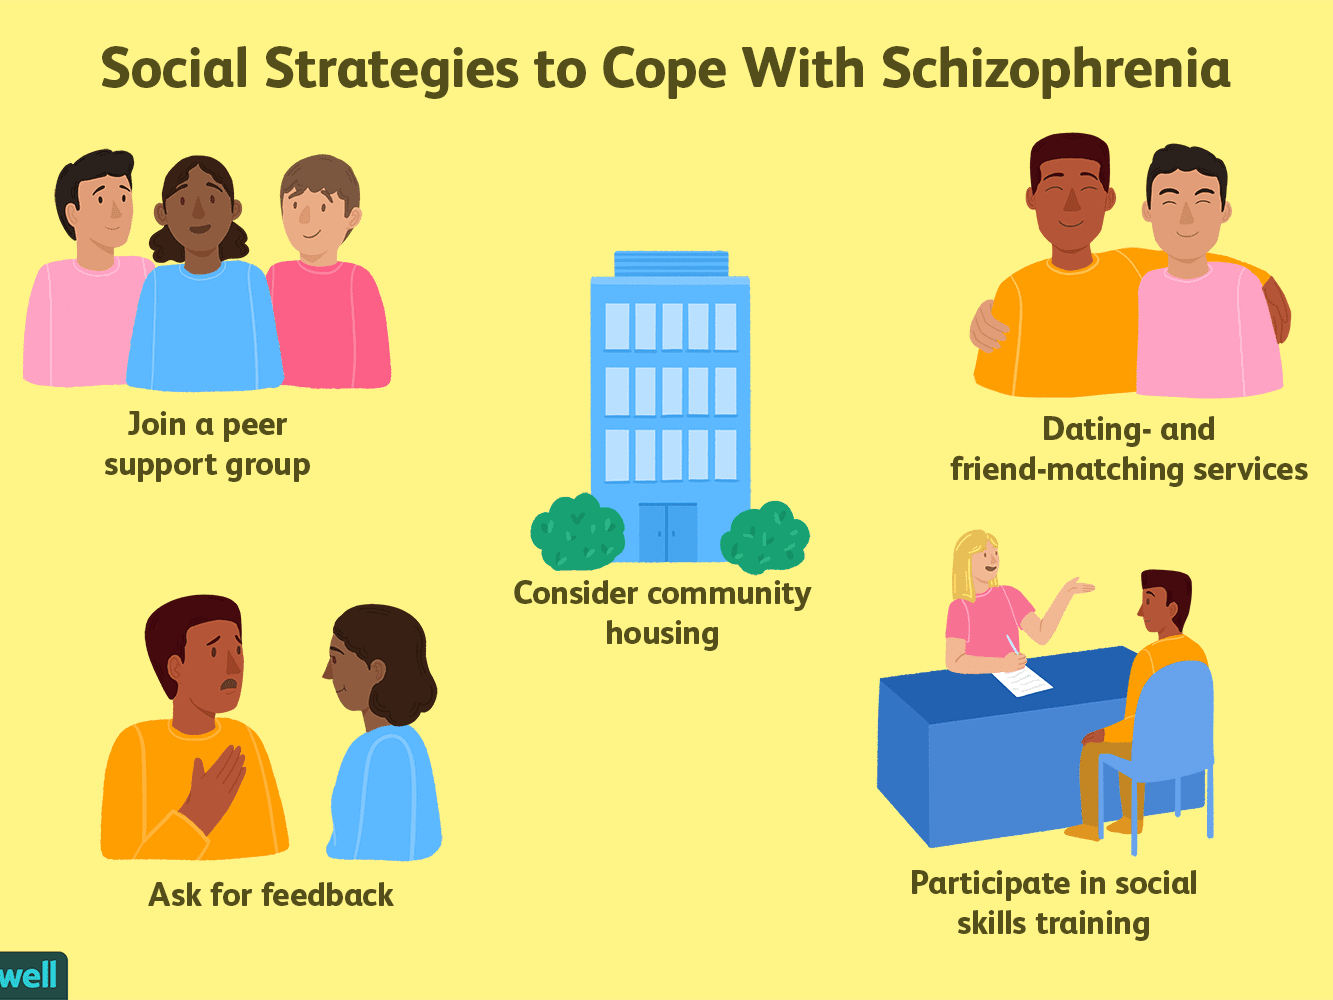 Social Strategies to Cope With Schizophrenia
Join a peer
support group
Dating- and
friend-matching services
Consider community
housing
Ask for feedback
Participate in social
skills training
well